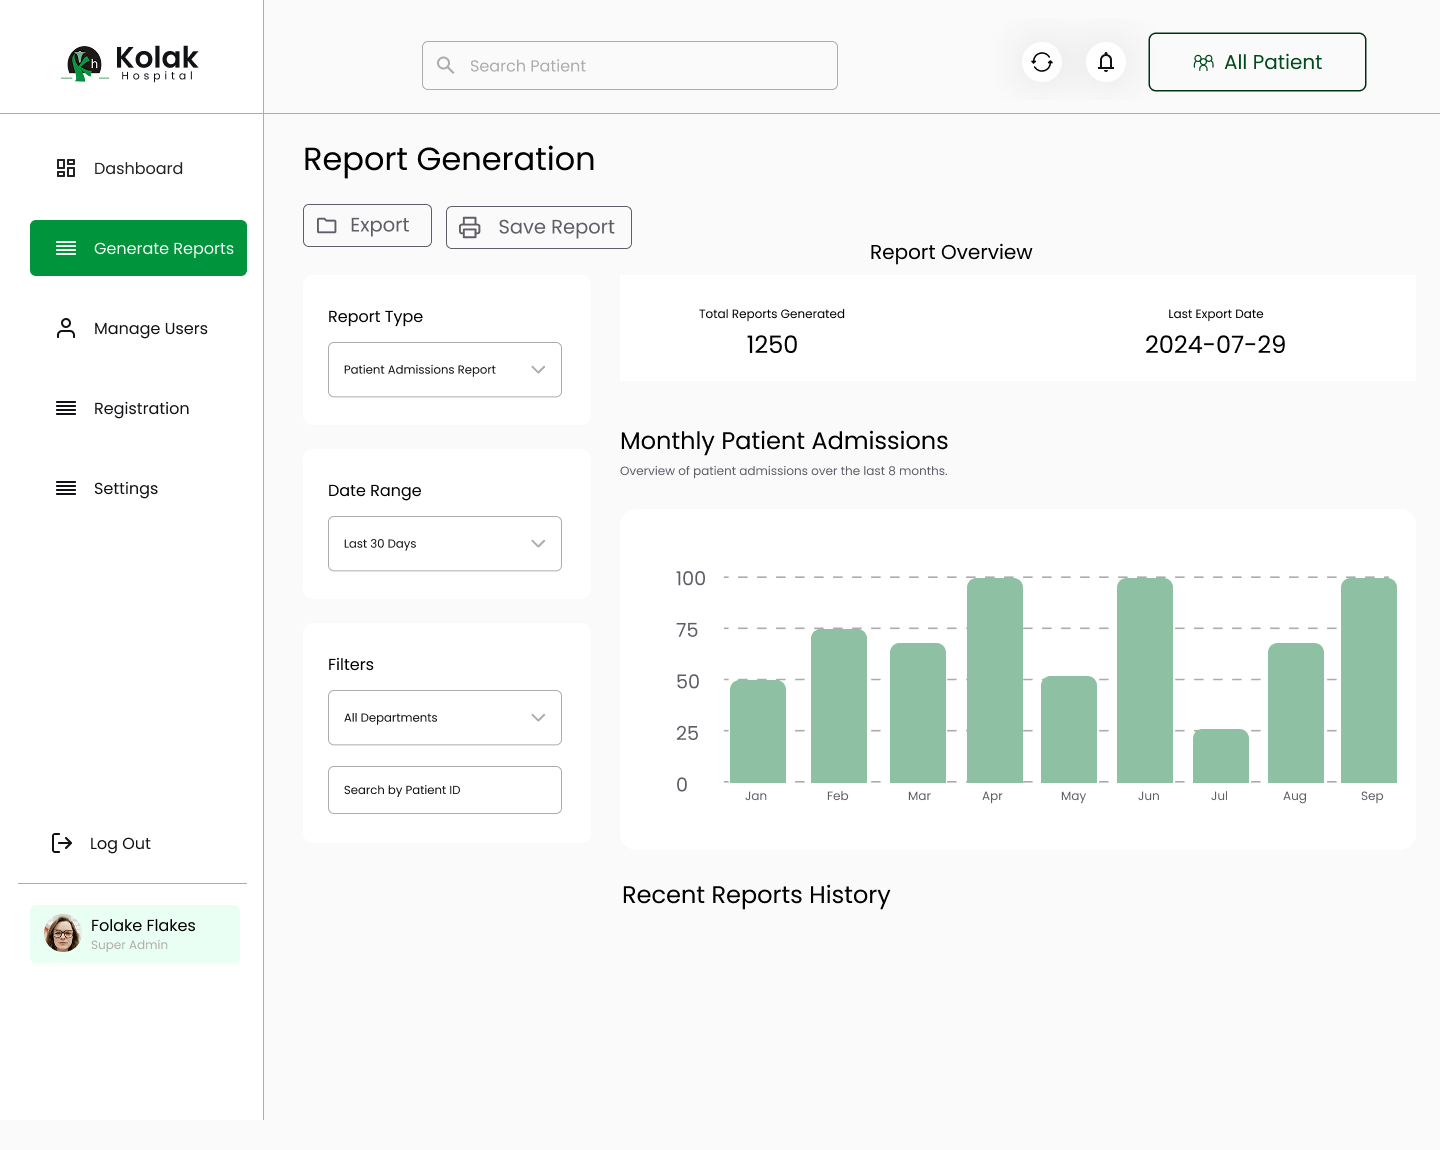 Kolak
Hospital
h
Search Patient
All Patient
Dashboard
Generate Reports
Manage Users
Registration
Settings
Log Out
Folake Flakes
Super Admin
Report Generation
Export
Save Report
Report Type
Patient Admissions Report
Date Range
Last 30 Days
Filters
All Departments
Search by Patient ID
Report Overview
Total Reports Generated
1250
Last Export Date
2024-07-29
Monthly Patient Admissions
Overview of patient admissions over the last 8 months.
100
75
50
25
0
Jan Feb Mar Apr May Jun Jul Aug Sep
Recent Reports History